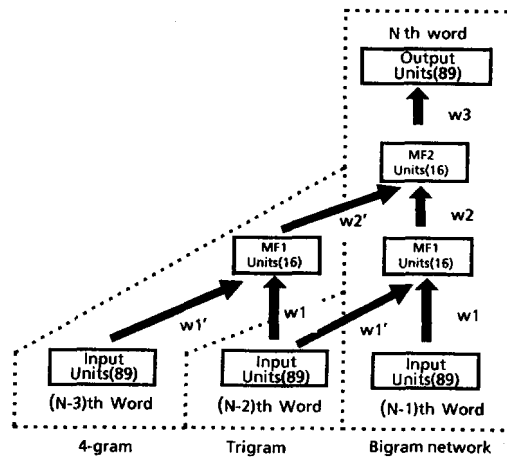 N th word
Output
Units(89)
w3
MF2
Units(16)
w2'
w2
MF1
Units(16)
MF1
Units(16)
w1'
w1
w1'
w1
Input
Units(89)
Input
Units(89)
Input
Units(89)
(N-3)th Word
(N-2)th Word
(N-1)th Word
4-gram
Trigram
Bigram network